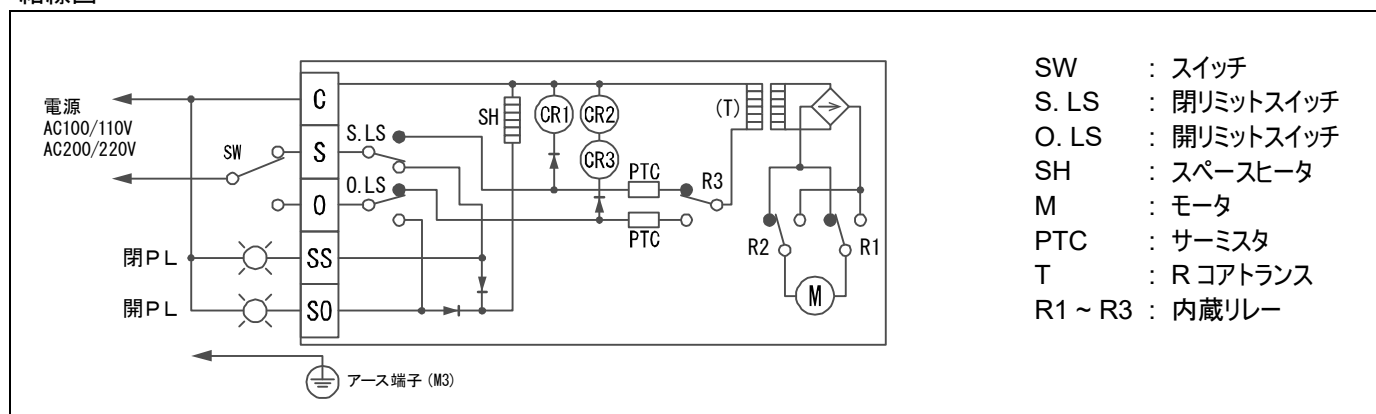 電源
AC100/110V
AC200/220V
SW
C
S
O
SS
SO
S.LS
O.LS
SH
CR1
CR2
CR3
PTC
PTC
R3
(T)
R2
R1
M
閉PL
開PL
アース端子 (M3)
SW : スイッチ
S. LS : 閉リミットスイッチ
O. LS : 開リミットスイッチ
SH : スペースヒータ
M : モータ
PTC : サーミスタ
T : R コアトランス
R1 ~ R3 : 内蔵リレー